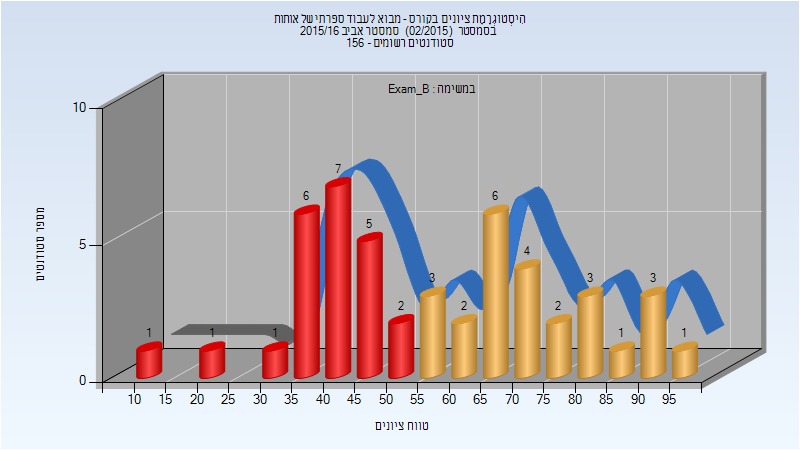 היסטוגרמת ציונים בקורס - מבוא לעבוד ספרתי של אותות
בסמסטר (02/2015) סמסטר אביב 2015/16
סטודנטים רשומים - 156
במשימה : Exam_B
מספר סטודנטים
10
5
0
1
1
1
6
7
5
2
3
2
6
4
2
3
1
3
1
10 15 20 25 30 35 40 45 50 55 60 65 70 75 80 85 90 95
טווח ציונים